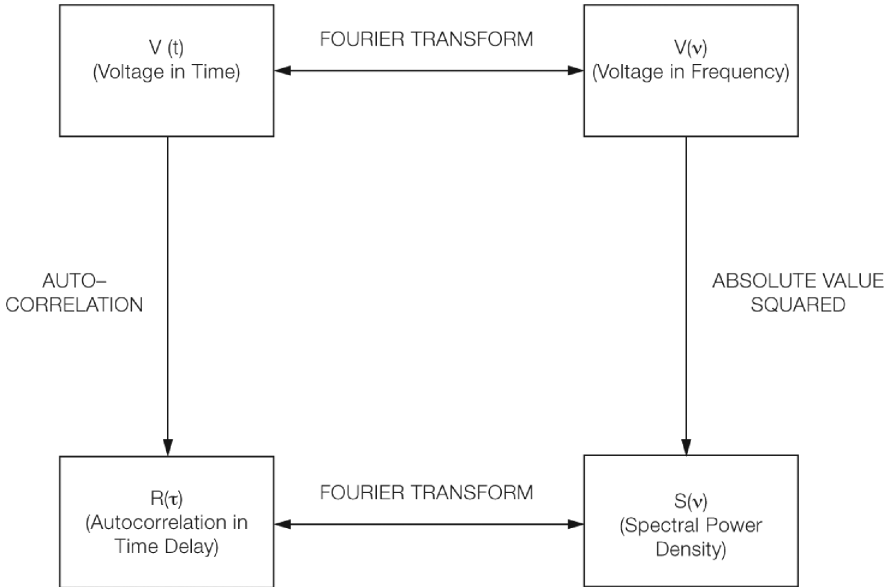 V (t)
(Voltage in Time)
FOURIER TRANSFORM
V(ν)
(Voltage in Frequency)
AUTO–
CORRELATION
ABSOLUTE VALUE
SQUARED
R(τ)
(Autocorrelation in
Time Delay)
FOURIER TRANSFORM
S(ν)
(Spectral Power
Density)